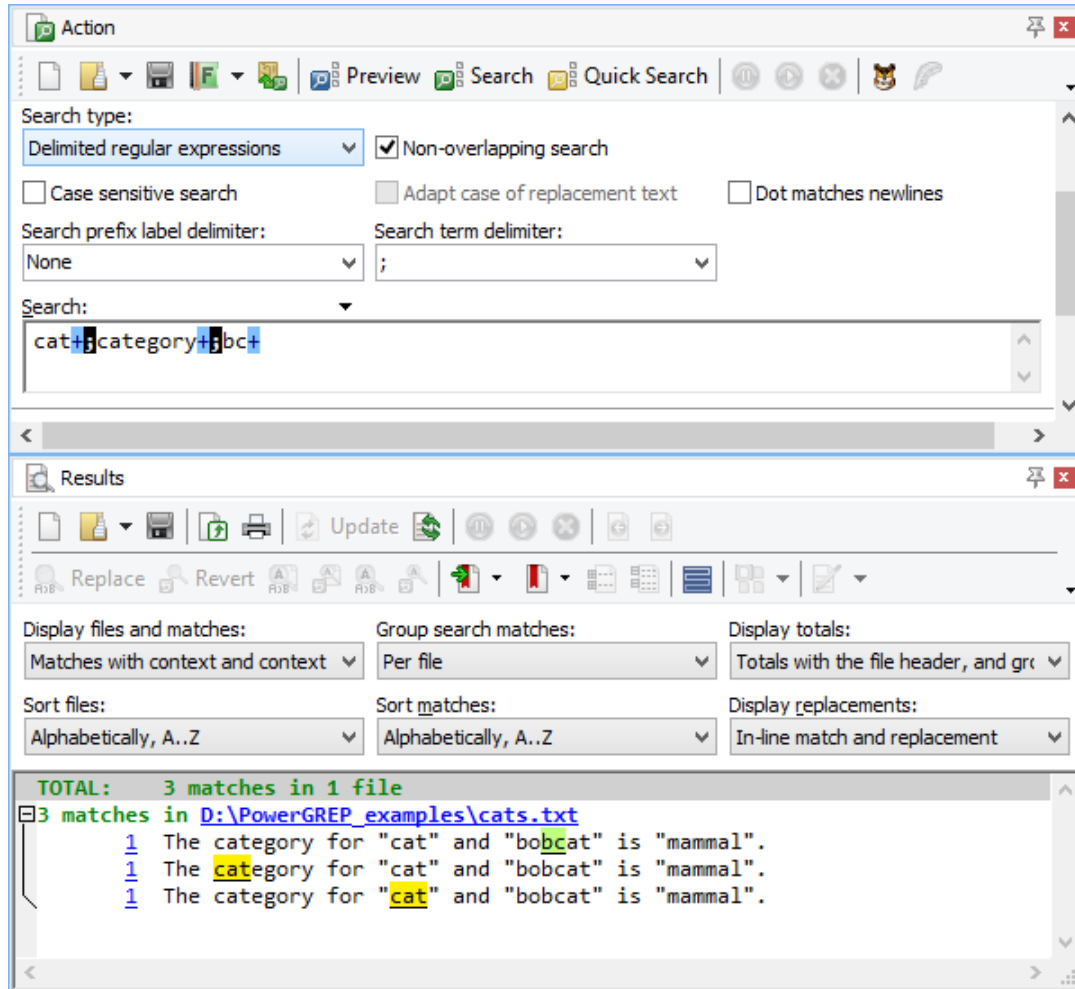 Action
Preview Search Quick Search
Search type:
Delimited regular expressions Non-overlapping search
Case sensitive search Adapt case of replacement text Dot matches newlines
Search prefix label delimiter: Search term delimiter:
None ;
Search:
cat+;category+;bc+
Results
Update
Replace Revert
Display files and matches: Group search matches: Display totals:
Matches with context and context Per file Totals with the file header, and grc
Sort files: Sort matches: Display replacements:
Alphabetically, A..Z Alphabetically, A..Z In-line match and replacement
TOTAL: 3 matches in 1 file
3 matches in D:\PowerGREP_examples\cats.txt
1 The category for "cat" and "bobcat" is "mammal".
1 The category for "cat" and "bobcat" is "mammal".
1 The category for "cat" and "bobcat" is "mammal".